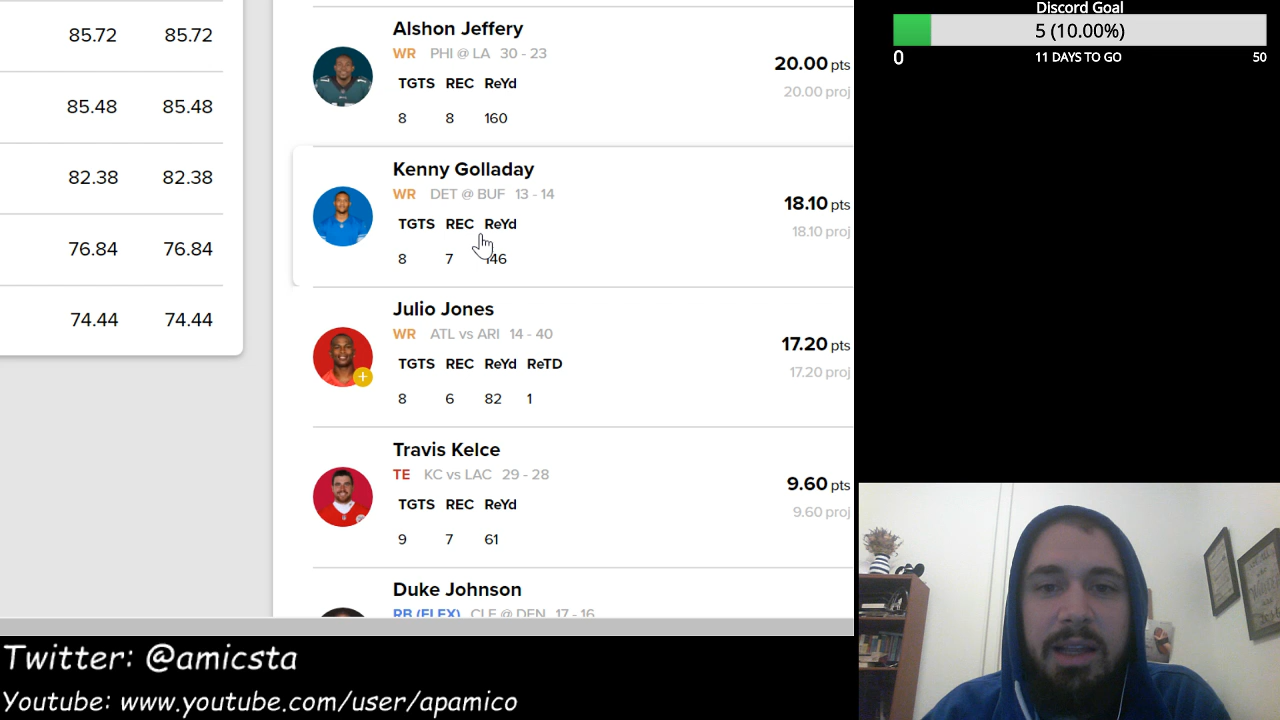 85.72 85.72
85.48 85.48
82.38 82.38
76.84 76.84
74.44 74.44
Alshon Jeffery
WR PHI @ LA 30 - 23
TGTS REC ReYd
8 8 160
20.00 pts
20.00 proj
Kenny Golladay
WR DET @ BUF 13 - 14
TGTS REC ReYd
8 7 146
18.10 pts
18.10 proj
Julio Jones
WR ATL vs ARI 14 - 40
TGTS REC ReYd ReTD
8 6 82 1
17.20 pts
17.20 proj
Travis Kelce
TE KC vs LAC 29 - 28
TGTS REC ReYd
9 7 61
9.60 pts
9.60 proj
Duke Johnson
RB (FLEX) CLE @ DEN 17 - 16
Discord Goal
5 (10.00%)
0 11 DAYS TO GO 50
Twitter: @amicsta
Youtube: www.youtube.com/user/apamico